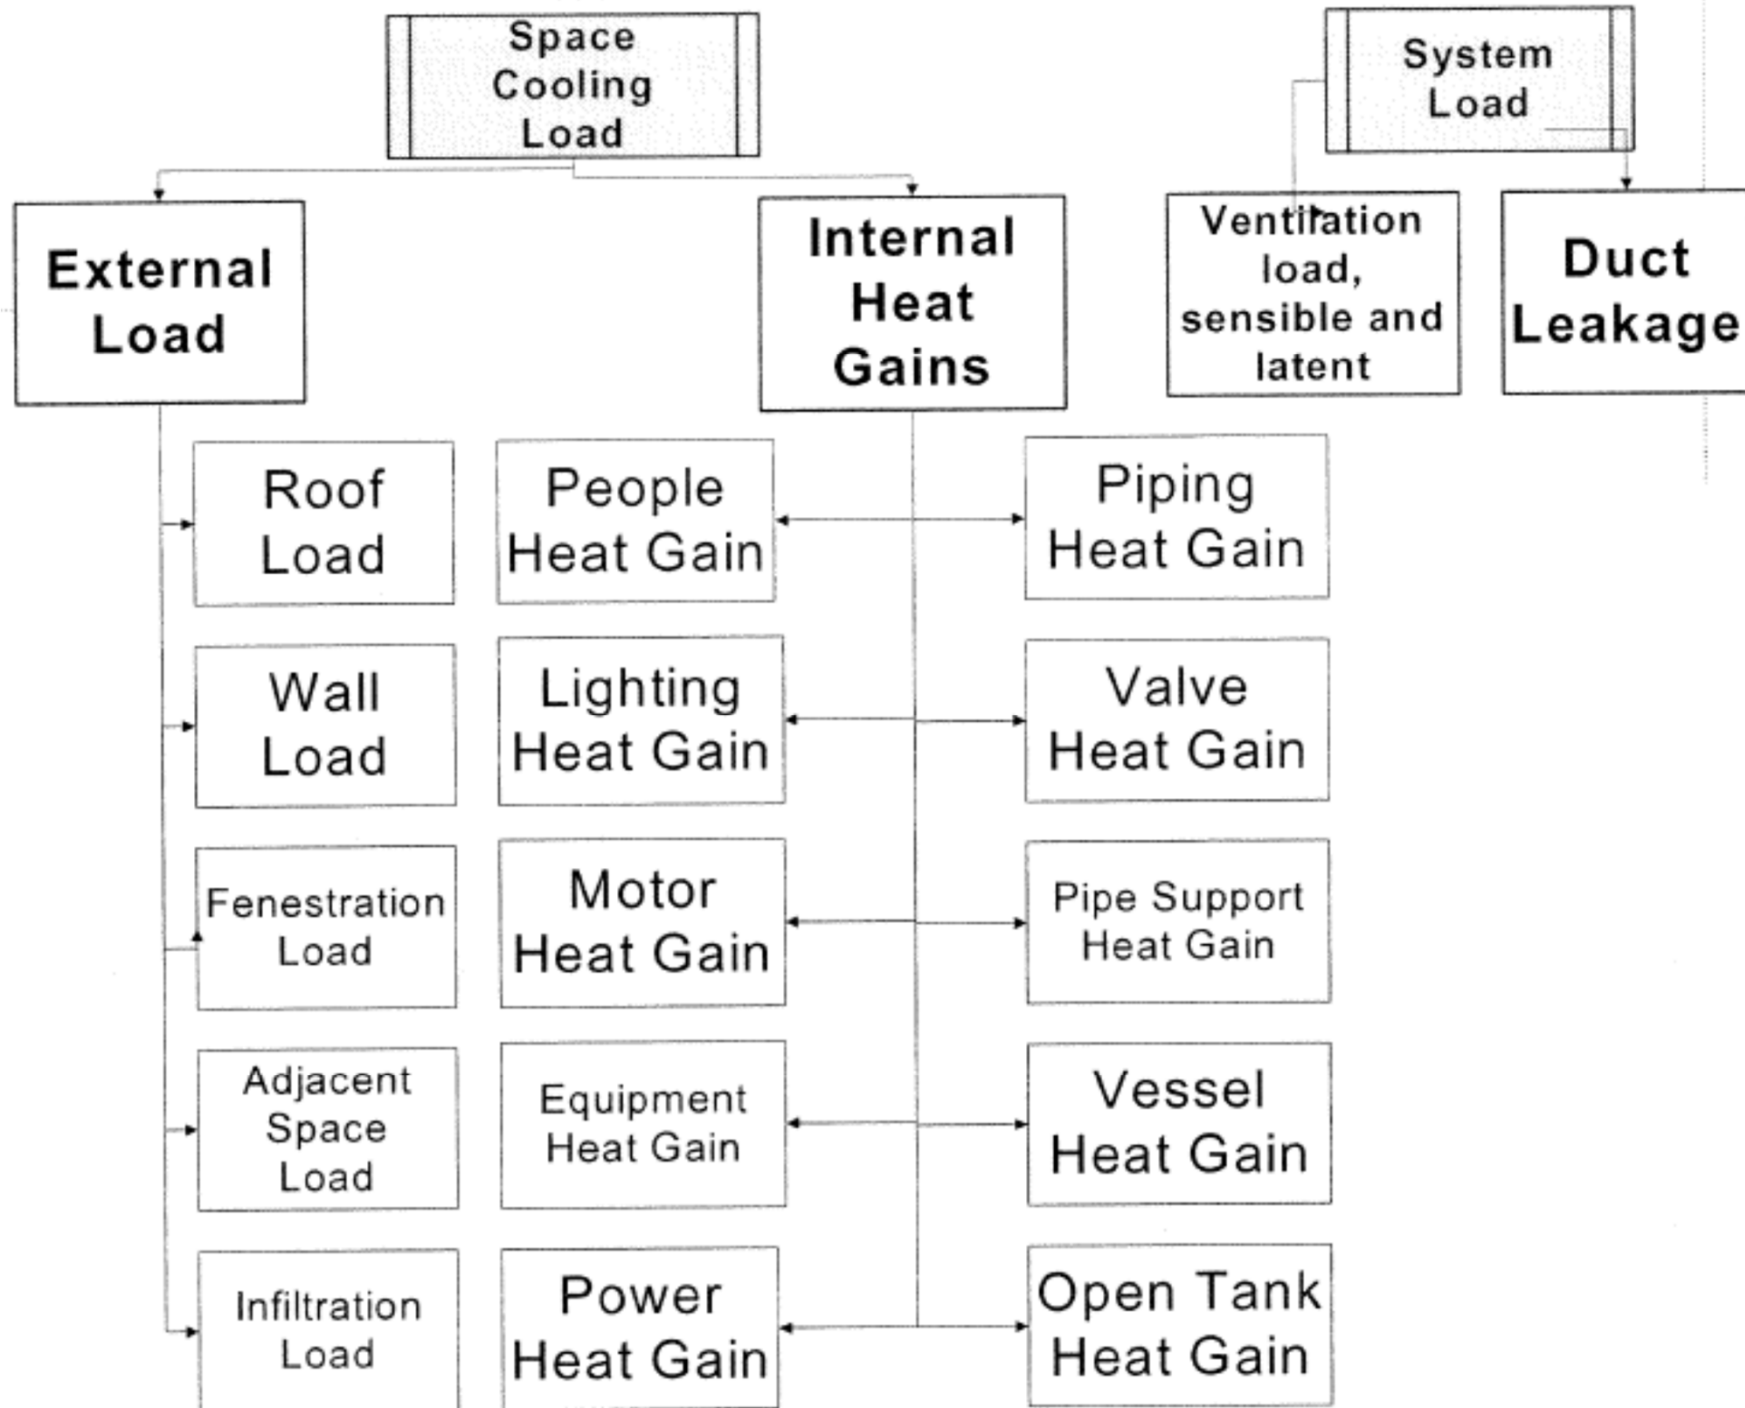 Space
Cooling
Load
System
Load
External
Load
Internal
Heat
Gains
Ventilation
load,
sensible and
latent
Duct
Leakage
Roof
Load
People
Heat Gain
Piping
Heat Gain
Wall
Load
Lighting
Heat Gain
Valve
Heat Gain
Fenestration
Load
Motor
Heat Gain
Pipe Support
Heat Gain
Adjacent
Space
Load
Equipment
Heat Gain
Vessel
Heat Gain
Infiltration
Load
Power
Heat Gain
Open Tank
Heat Gain